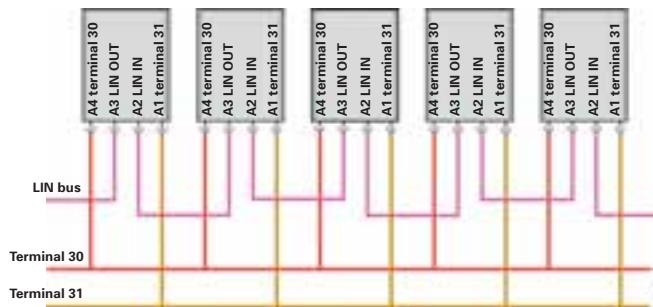 A4 terminal 30
A3 LIN OUT
A2 LIN IN
A1 terminal 31
A4 terminal 30
A3 LIN OUT
A2 LIN IN
A1 terminal 31
A4 terminal 30
A3 LIN OUT
A2 LIN IN
A1 terminal 31
A4 terminal 30
A3 LIN OUT
A2 LIN IN
A1 terminal 31
A4 terminal 30
A3 LIN OUT
A2 LIN IN
A1 terminal 31
LIN bus
Terminal 30
Terminal 31